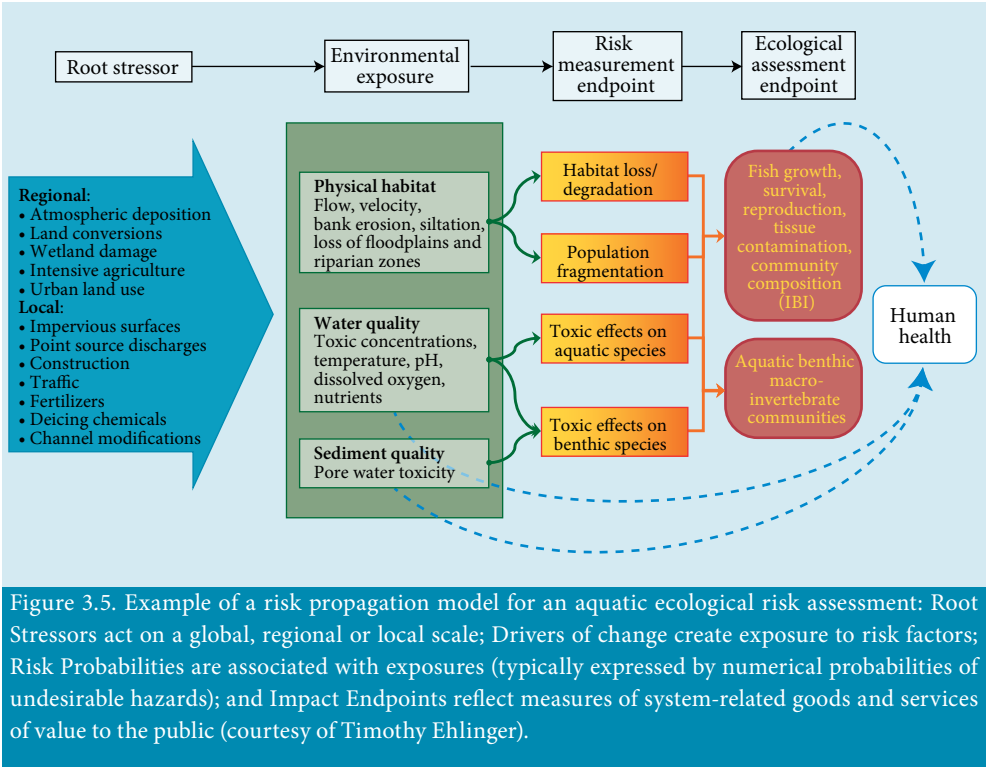 Root stressor
Environmental
exposure
Risk
measurement
endpoint
Ecological
assessment
endpoint
Regional:
• Atmospheric deposition
• Land conversions
• Wetland damage
• Intensive agriculture
• Urban land use
Local:
• Impervious surfaces
• Point source discharges
• Construction
• Traffic
• Fertilizers
• Deicing chemicals
• Channel modifications
Physical habitat
Flow, velocity,
bank erosion, siltation,
loss of floodplains and
riparian zones
Water quality
Toxic concentrations,
temperature, pH,
dissolved oxygen,
nutrients
Sediment quality
Pore water toxicity
Habitat loss/
degradation
Population
fragmentation
Toxic effects on
aquatic species
Toxic effects on
benthic species
Fish growth,
survival,
reproduction,
tissue
contamination,
community
composition
(IBI)
Aquatic benthic
macro-
invertebrate
communities
Human
health
Figure 3.5. Example of a risk propagation model for an aquatic ecological risk assessment: Root
Stressors act on a global, regional or local scale; Drivers of change create exposure to risk factors;
Risk Probabilities are associated with exposures (typically expressed by numerical probabilities of
undesirable hazards); and Impact Endpoints reflect measures of system-related goods and services
of value to the public (courtesy of Timothy Ehlinger).